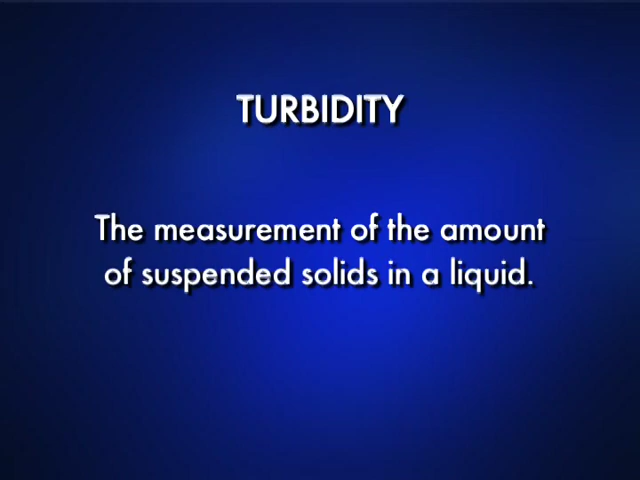 TURBIDITY
The measurement of the amount
of suspended solids in a liquid.